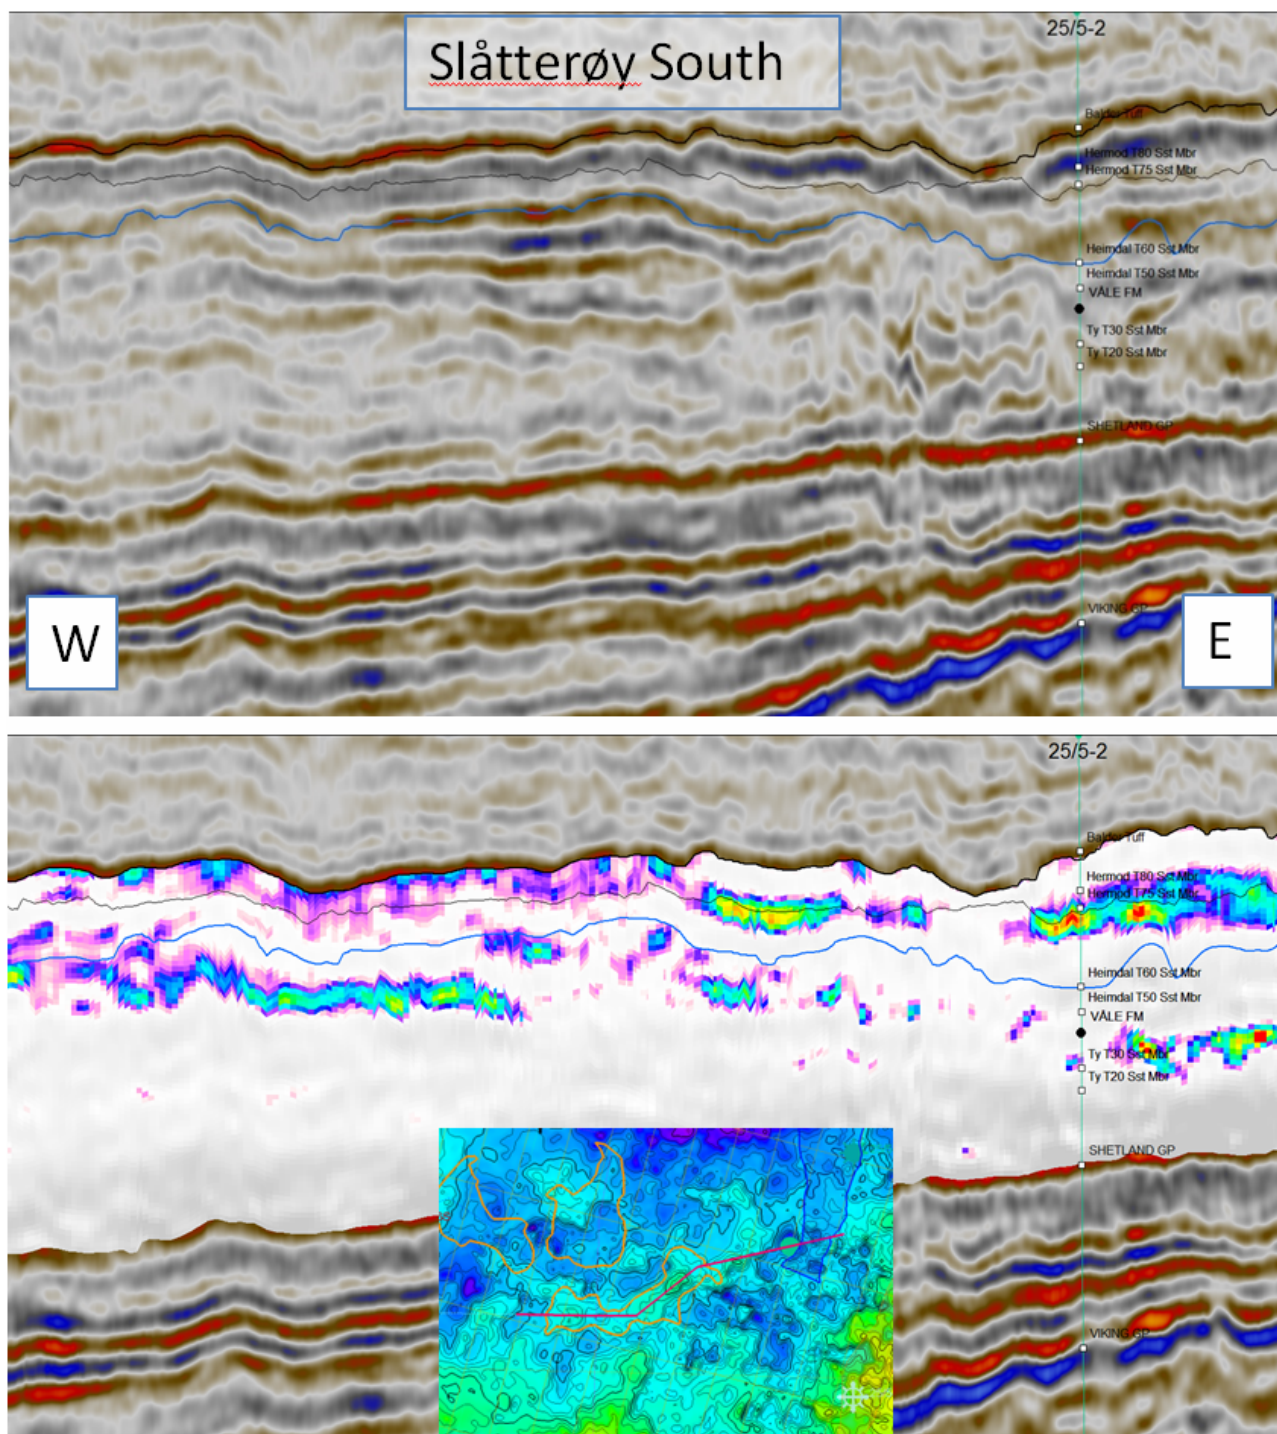 25/5-2
Slåtterøy South
Balder Tuff
Hermod T80 Sst Mbr
Hermod T75 Sst Mbr
Heimdal T60 Sst Mbr
Heimdal T50 Sst Mbr
VÅLE FM
Ty T30 Sst Mbr
Ty T20 Sst Mbr
SHETLAND GP
VIKING GP
W
E
25/5-2
Balder Tuff
Hermod T80 Sst Mbr
Hermod T75 Sst Mbr
Heimdal T60 Sst Mbr
Heimdal T50 Sst Mbr
VÅLE FM
Ty T30 Sst Mbr
Ty T20 Sst Mbr
SHETLAND GP
VIKING GP